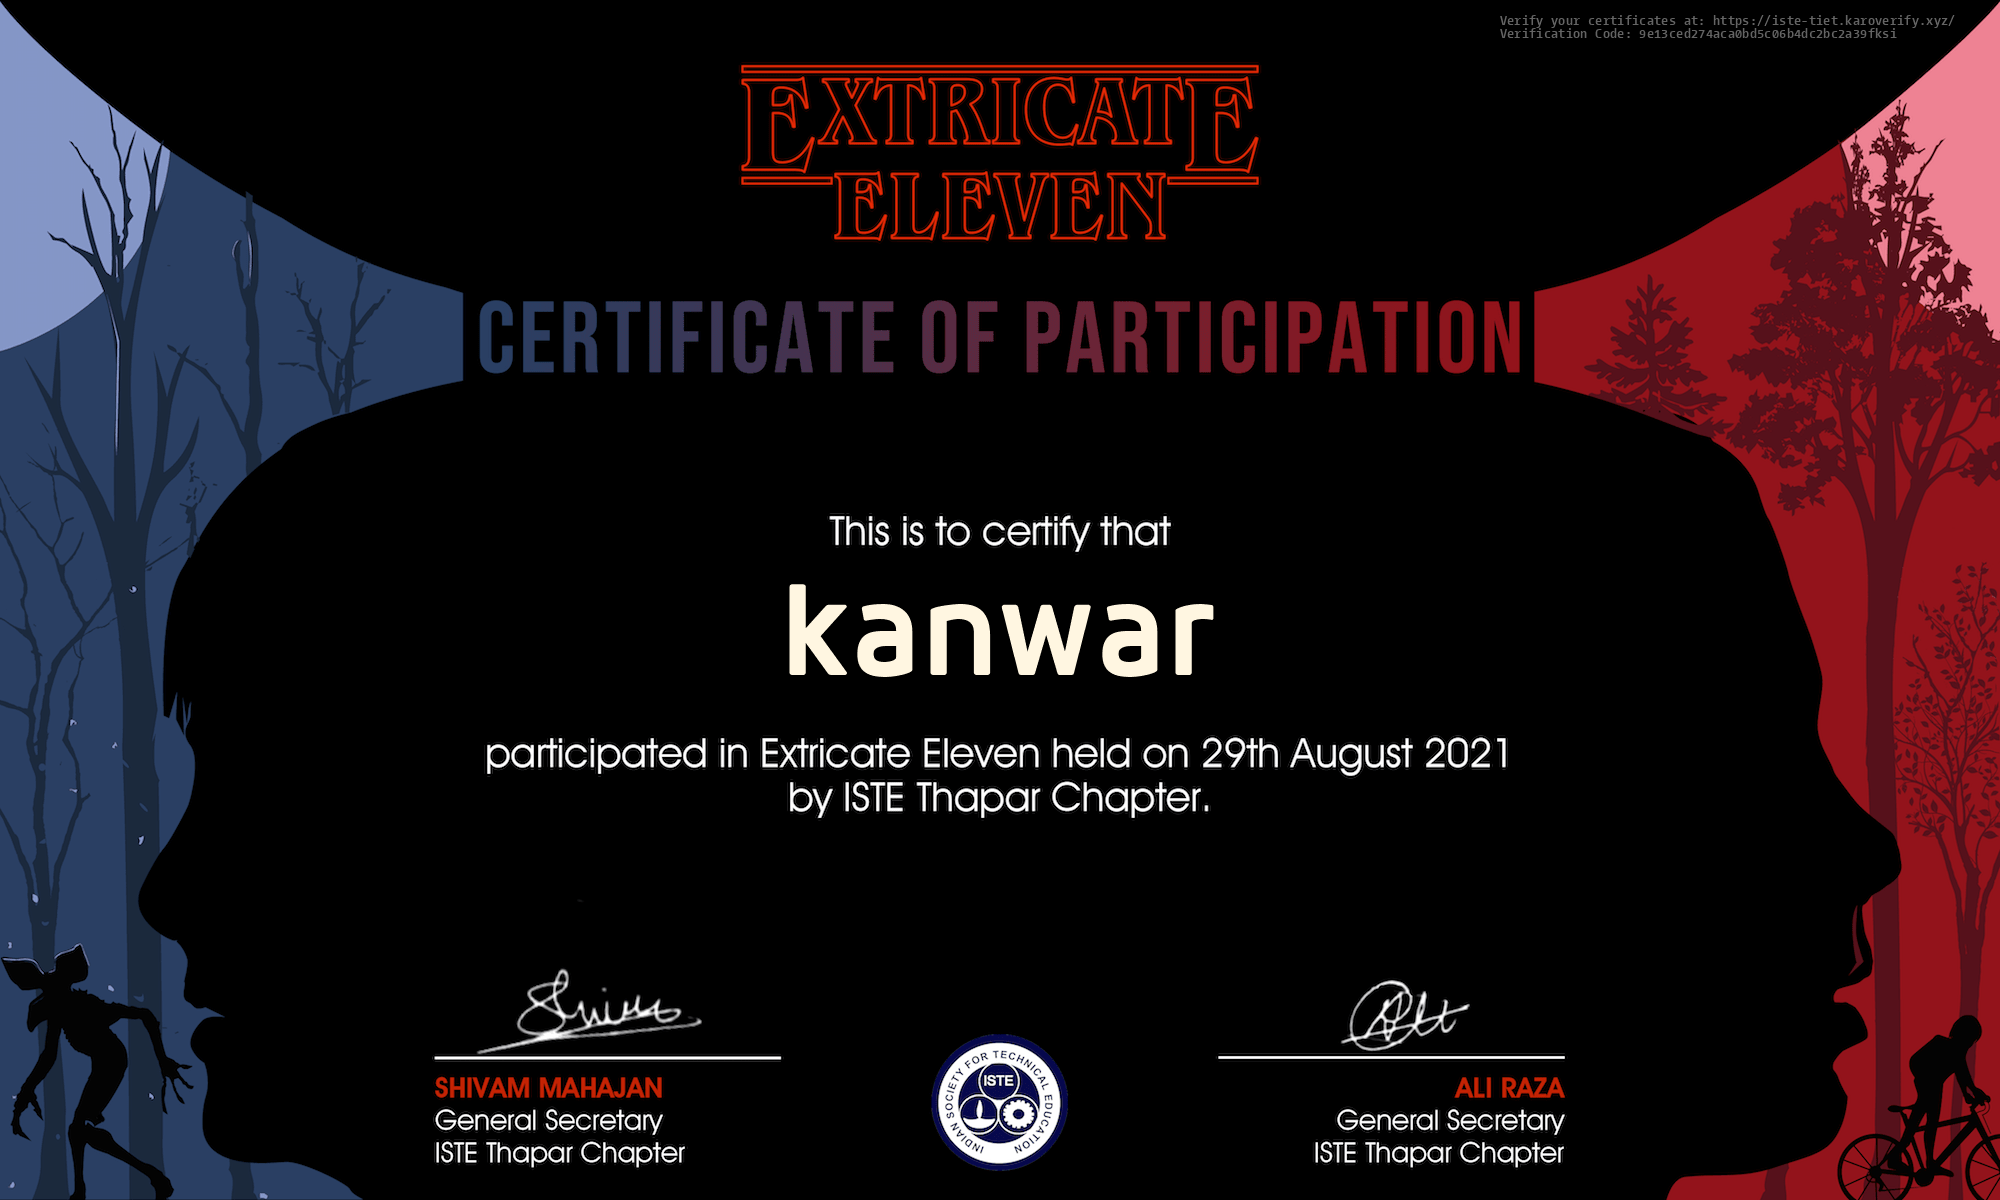 Verify your certificates at: https://iste-tiet.karoverify.xyz/
Verification Code: 9e13ced274aca0bd5c06b4dc2bc2a39fksi
EXTRICATE
ELEVEN
CERTIFICATE OF PARTICIPATION
This is to certify that
kanwar
participated in Extricate Eleven held on 29th August 2021
by ISTE Thapar Chapter.
SHIVAM MAHAJAN
General Secretary
ISTE Thapar Chapter
INDIAN SOCIETY FOR TECHNICAL EDUCATION
ISTE
ALI RAZA
General Secretary
ISTE Thapar Chapter